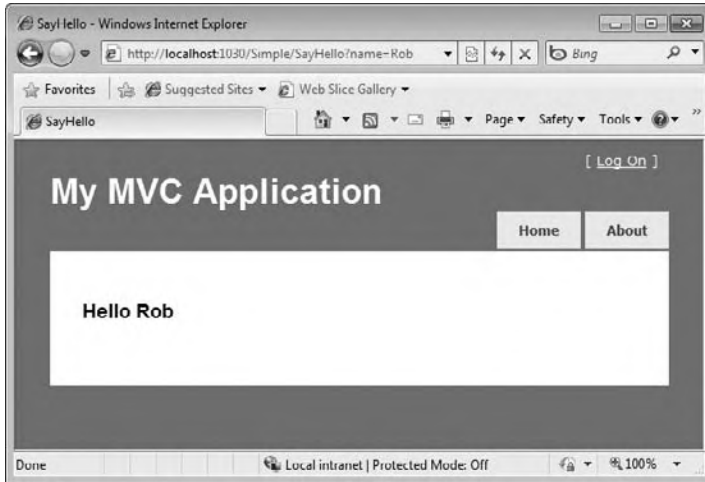 SayHello - Windows Internet Explorer
http://localhost:1030/Simple/SayHello?name=Rob
Bing
Favorites Suggested Sites Web Slice Gallery
SayHello Page Safety Tools »
[ Log On ]
My MVC Application
Home About
Hello Rob
Done Local intranet | Protected Mode: Off 100%